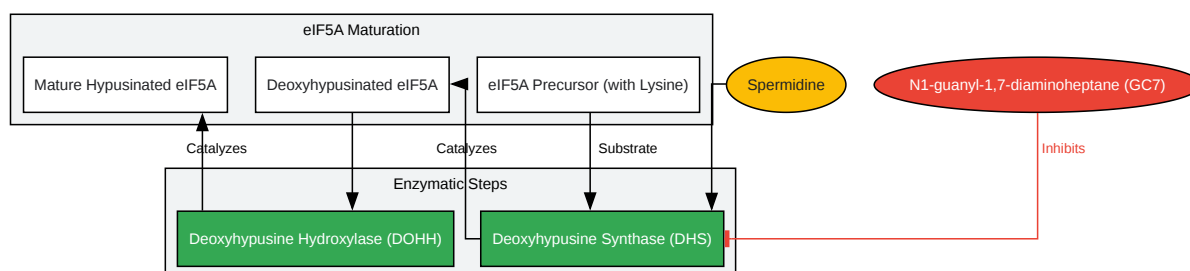 eIF5A Maturation
Mature Hypusinated eIF5A
Deoxyhypusinated eIF5A
eIF5A Precursor (with Lysine)
Spermidine
N1-guanyl-1,7-diaminoheptane (GC7)
Catalyzes
Catalyzes
Substrate
Inhibits
Enzymatic Steps
Deoxyhypusine Hydroxylase (DOHH)
Deoxyhypusine Synthase (DHS)